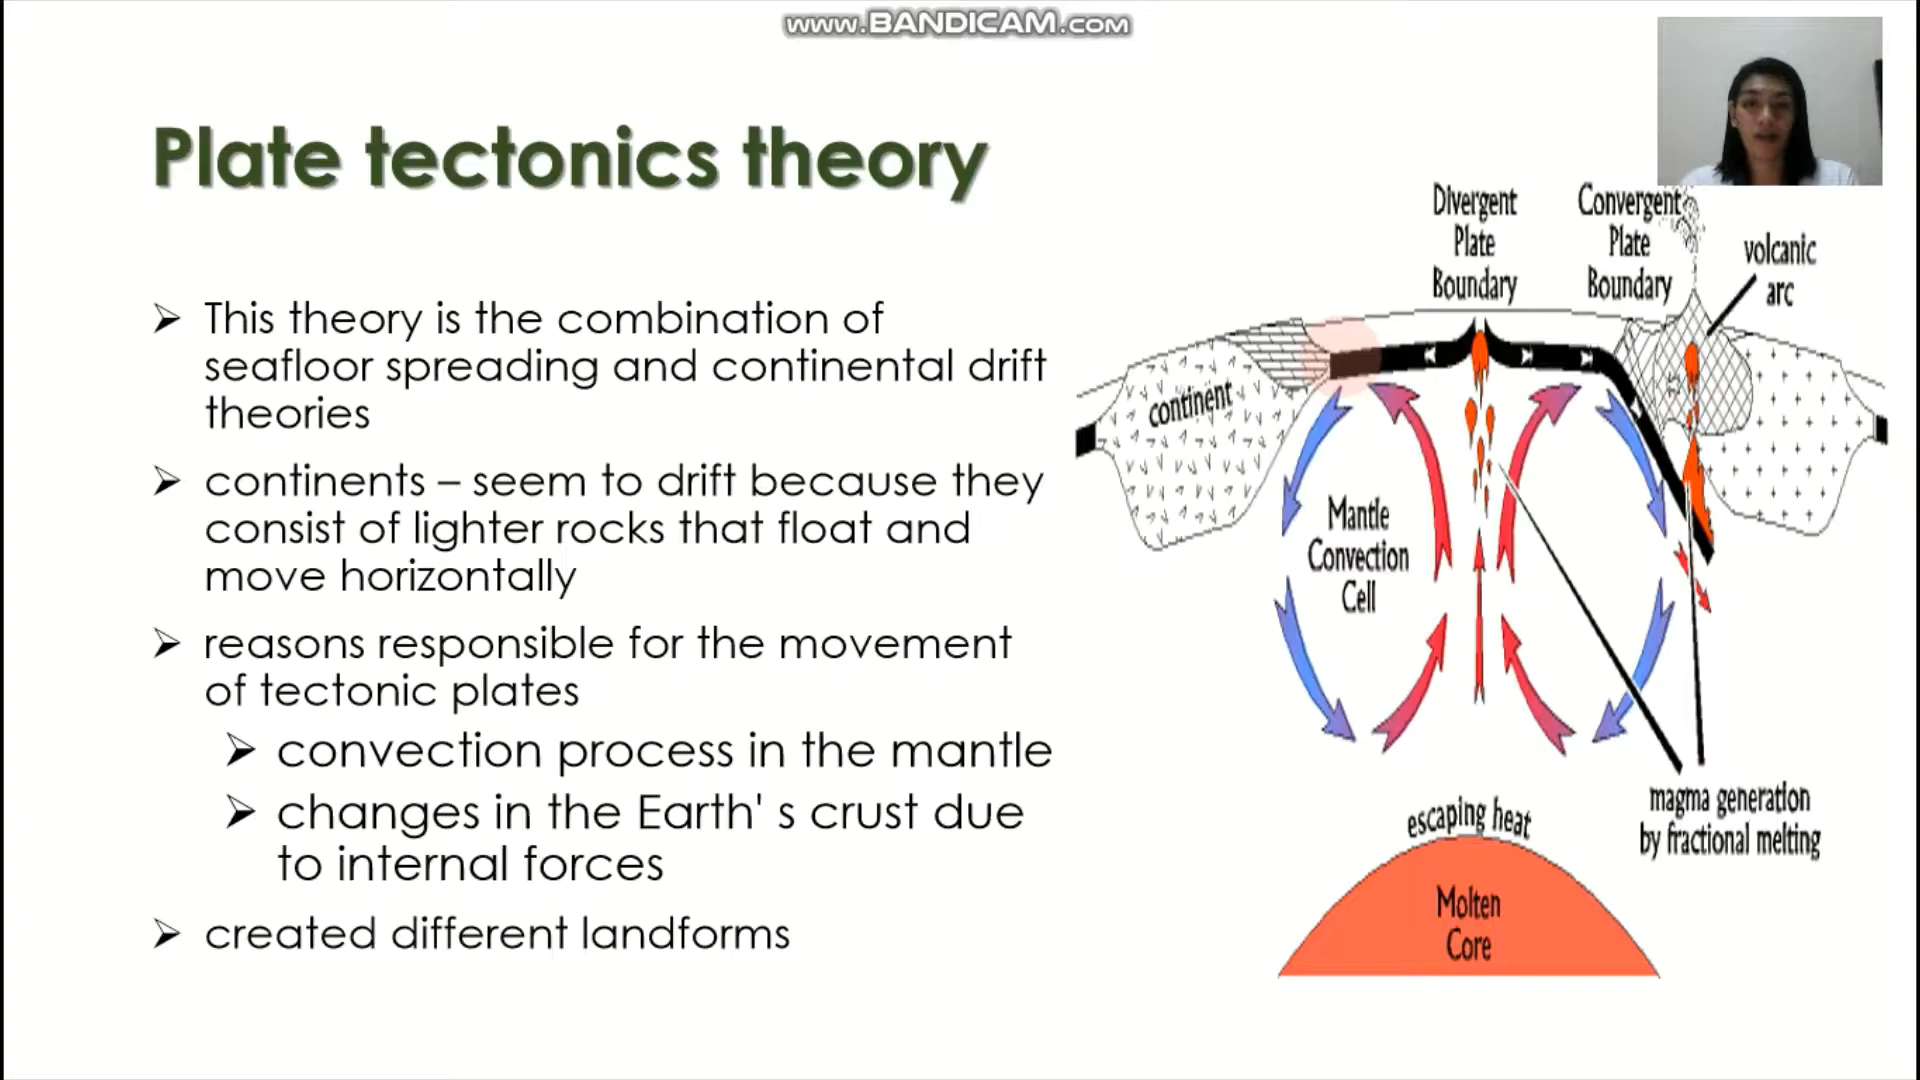 www.BANDICAM.com
Plate tectonics theory
➢ This theory is the combination of
seafloor spreading and continental drift
theories
➢ continents – seem to drift because they
consist of lighter rocks that float and
move horizontally
➢ reasons responsible for the movement
of tectonic plates
➢ convection process in the mantle
➢ changes in the Earth' s crust due
to internal forces
➢ created different landforms
Divergent
Plate
Boundary
Convergent
Plate
Boundary
volcanic
arc
continent
Mantle
Convection
Cell
magma generation
by fractional melting
escaping heat
Molten
Core